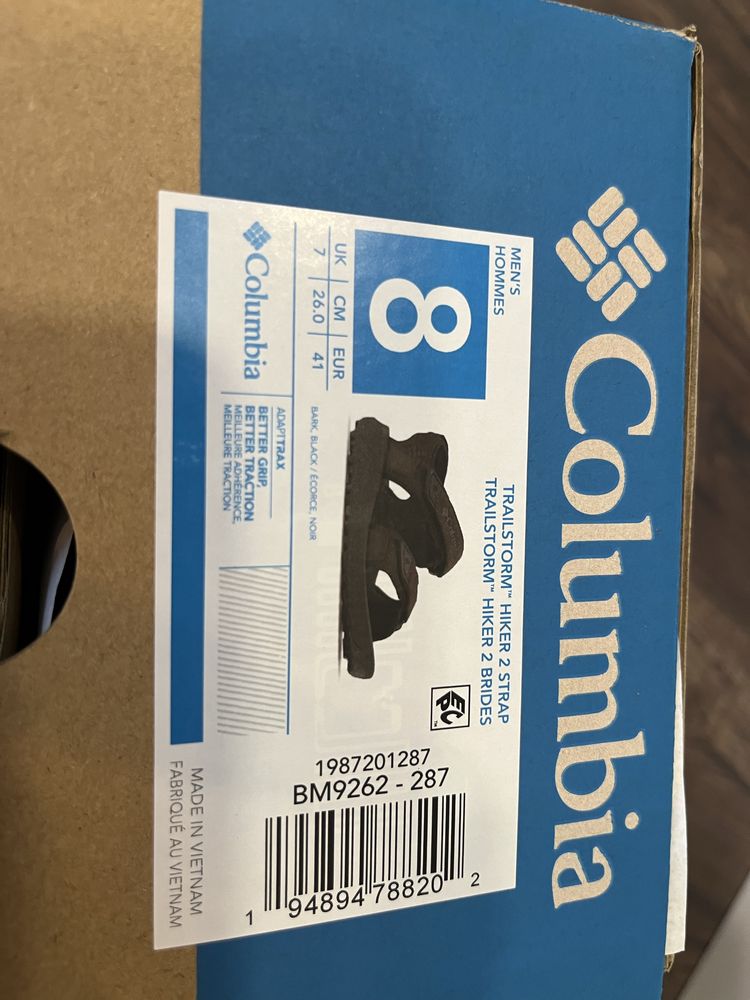 Columbia
MEN'S
HOMMES
8
UK CM EUR
7 26.0 41
TRAILSTORM™ HIKER 2 STRAP
TRAILSTORM™ HIKER 2 BRIDES
BARK, BLACK / ÉCORCE, NOIR
Columbia
ADAPTTRAX
BETTER GRIP,
BETTER TRACTION
MEILLEURE ADHÉRENCE,
MEILLEURE TRACTION
EC
™
1987201287
BM9262 - 287
1 94894 78820 2
MADE IN VIETNAM
FABRIQUÉ AU VIETNAM